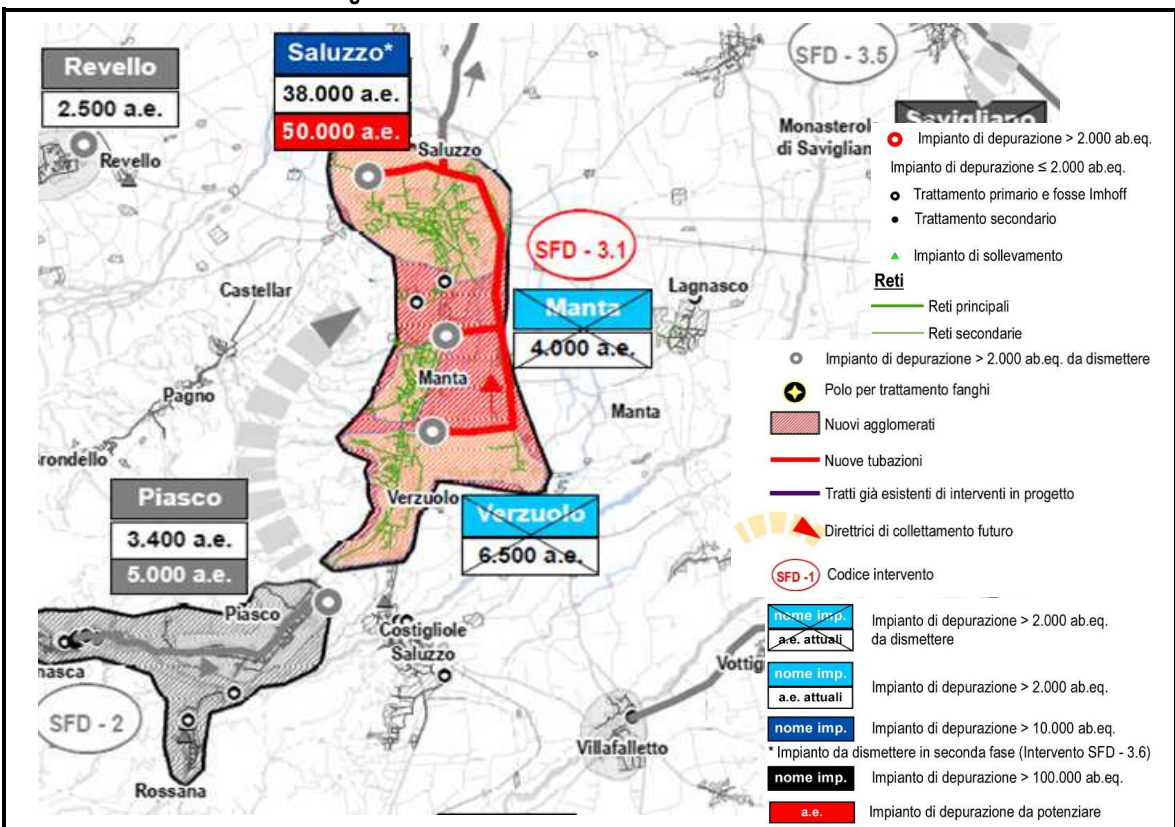 Revello
2.500 a.e.
Revello
Saluzzo*
38.000 a.e.
50.000 a.e.
Saluzzo
SFD - 3.5
Savigliano
Monasterol
di Savigliano
SFD - 3.1
Castellar
Manta
4.000 a.e.
Lagnasco
Manta
Manta
Pagno
rondello
Piasco
3.400 a.e.
5.000 a.e.
Verzuolo
Verzuolo
6.500 a.e.
Piasco
Costigliole
Saluzzo
nasca
SFD - 2
Rossana
Vottig
Villafalletto
Impianto di depurazione > 2.000 ab.eq.
Impianto di depurazione ≤ 2.000 ab.eq.
Trattamento primario e fosse Imhoff
Trattamento secondario
Impianto di sollevamento
Reti
Reti principali
Reti secondarie
Impianto di depurazione > 2.000 ab.eq. da dismettere
Polo per trattamento fanghi
Nuovi agglomerati
Nuove tubazioni
Tratti già esistenti di interventi in progetto
Direttrici di collettamento futuro
SFD -1 Codice intervento
nome imp.
a.e. attuali
Impianto di depurazione > 2.000 ab.eq.
da dismettere
nome imp.
a.e. attuali
Impianto di depurazione > 2.000 ab.eq.
nome imp. Impianto di depurazione > 10.000 ab.eq.
* Impianto da dismettere in seconda fase (Intervento SFD - 3.6)
nome imp. Impianto di depurazione > 100.000 ab.eq.
a.e. Impianto di depurazione da potenziare